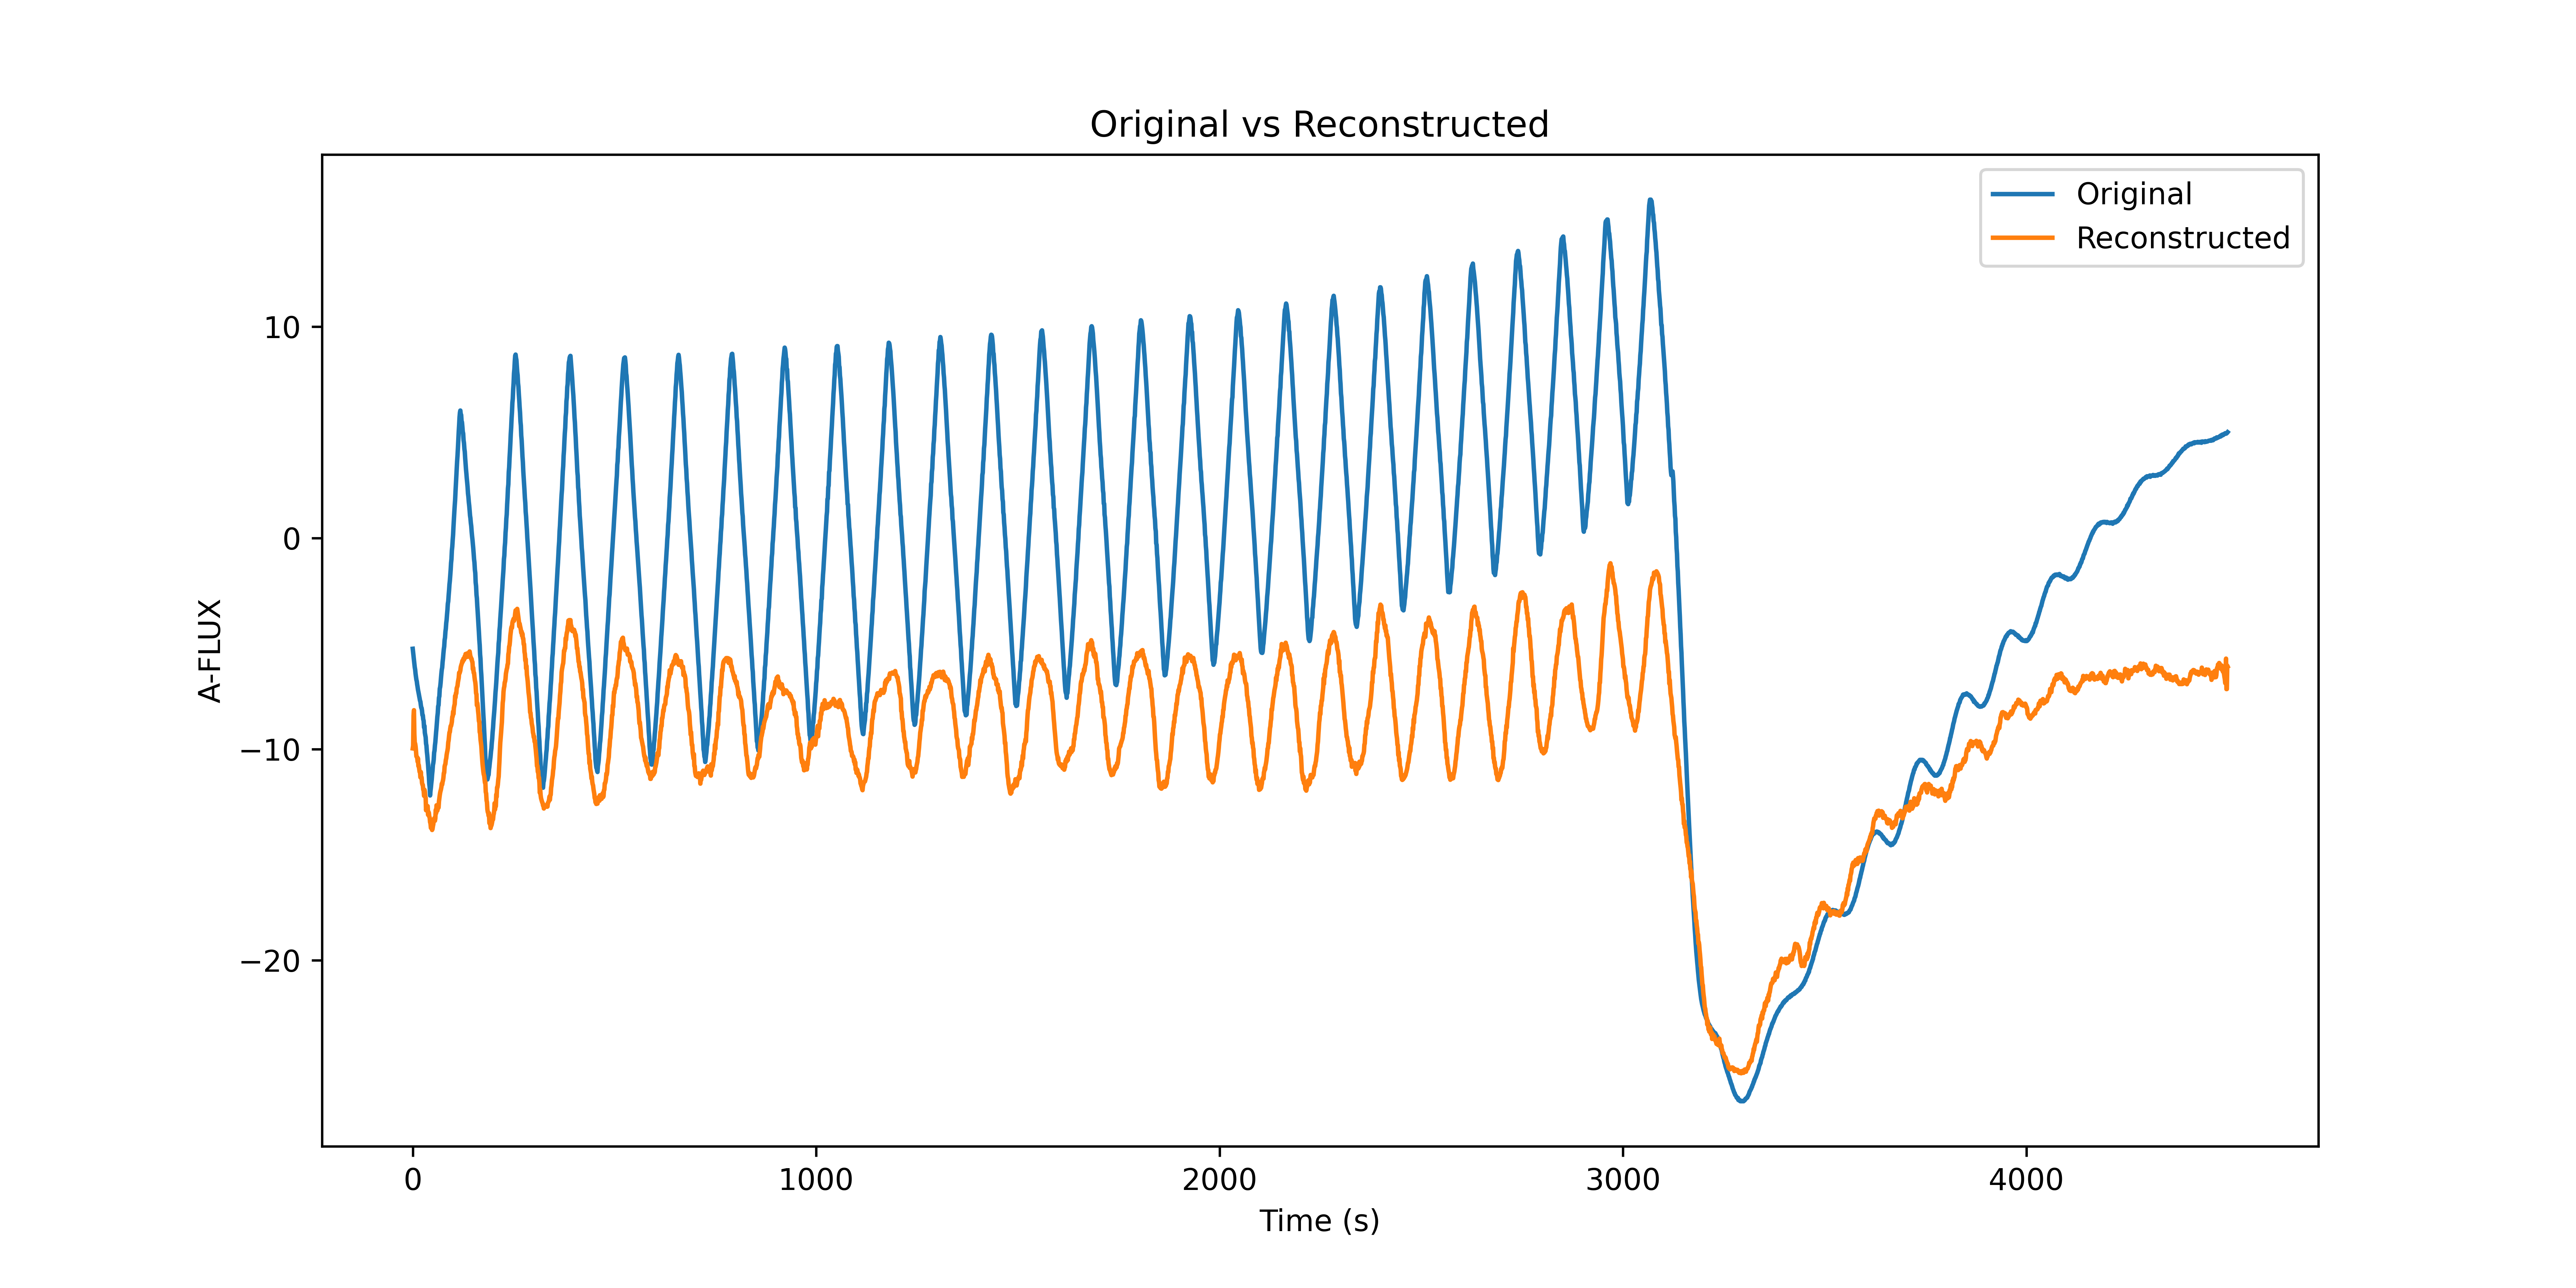 Original vs Reconstructed
Original
Reconstructed
A-FLUX
10
0
−10
−20
0
1000
2000
3000
4000
Time (s)